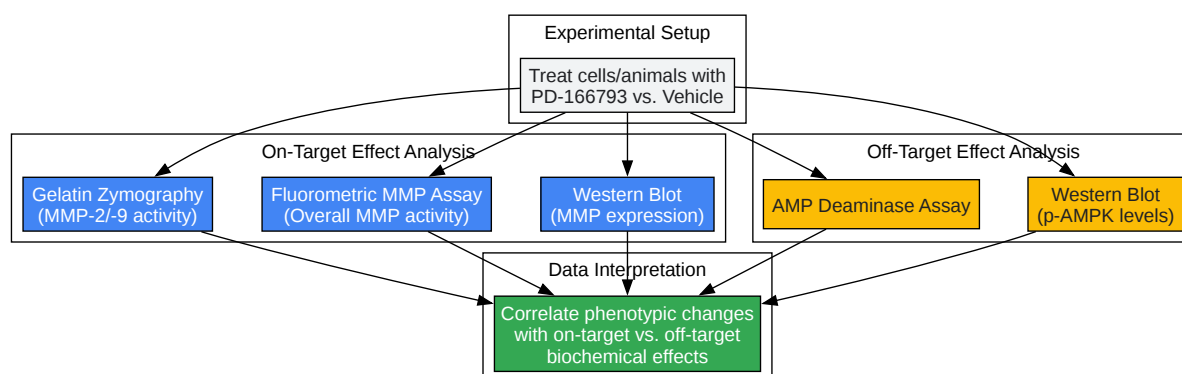 Experimental Setup
Treat cells/animals with
PD-166793 vs. Vehicle
On-Target Effect Analysis
Gelatin Zymography
(MMP-2/-9 activity)
Fluorometric MMP Assay
(Overall MMP activity)
Western Blot
(MMP expression)
Off-Target Effect Analysis
AMP Deaminase Assay
Western Blot
(p-AMPK levels)
Data Interpretation
Correlate phenotypic changes
with on-target vs. off-target
biochemical effects